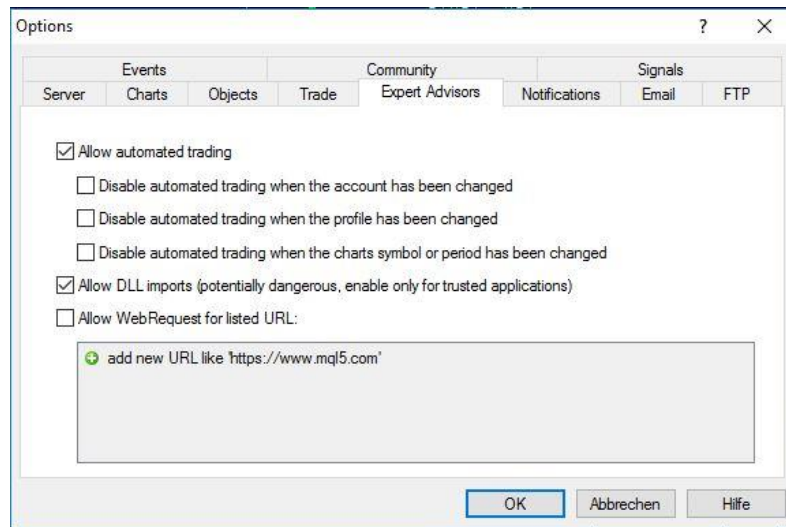 Options
Events Community Signals
Server Charts Objects Trade Expert Advisors Notifications Email FTP
Allow automated trading
Disable automated trading when the account has been changed
Disable automated trading when the profile has been changed
Disable automated trading when the charts symbol or period has been changed
Allow DLL imports (potentially dangerous, enable only for trusted applications)
Allow WebRequest for listed URL:
add new URL like 'https://www.mql5.com'
OK Abbrechen Hilfe